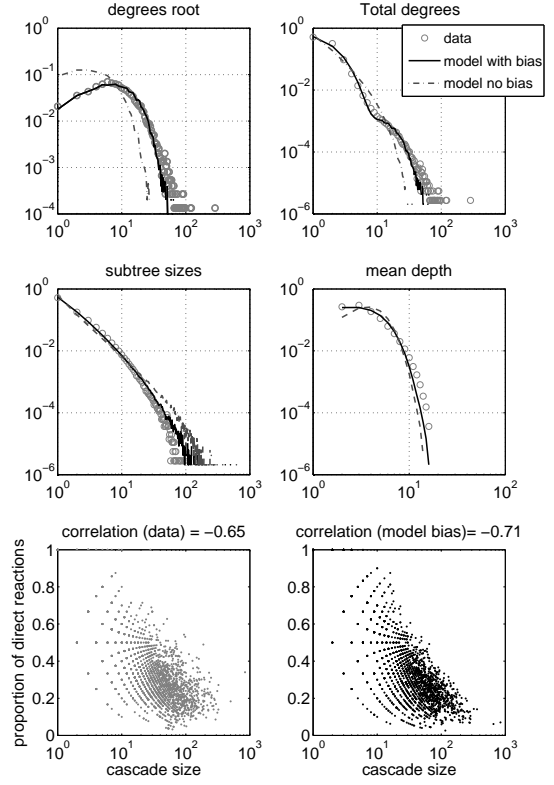 degrees root
10^0
10^−1
10^−2
10^−3
10^−4
10^0 10^1 10^2 10^3
Total degrees
data
model with bias
model no bias
10^0
10^−2
10^−4
10^−6
10^0 10^1 10^2 10^3
subtree sizes
10^0
10^−2
10^−4
10^−6
10^0 10^1 10^2 10^3
mean depth
10^0
10^−2
10^−4
10^−6
10^1 10^2
correlation (data) = −0.65
proportion of direct reactions
1
0.8
0.6
0.4
0.2
0
10^0 10^1 10^2 10^3
cascade size
correlation (model bias)= −0.71
1
0.8
0.6
0.4
0.2
0
10^0 10^1 10^2 10^3
cascade size